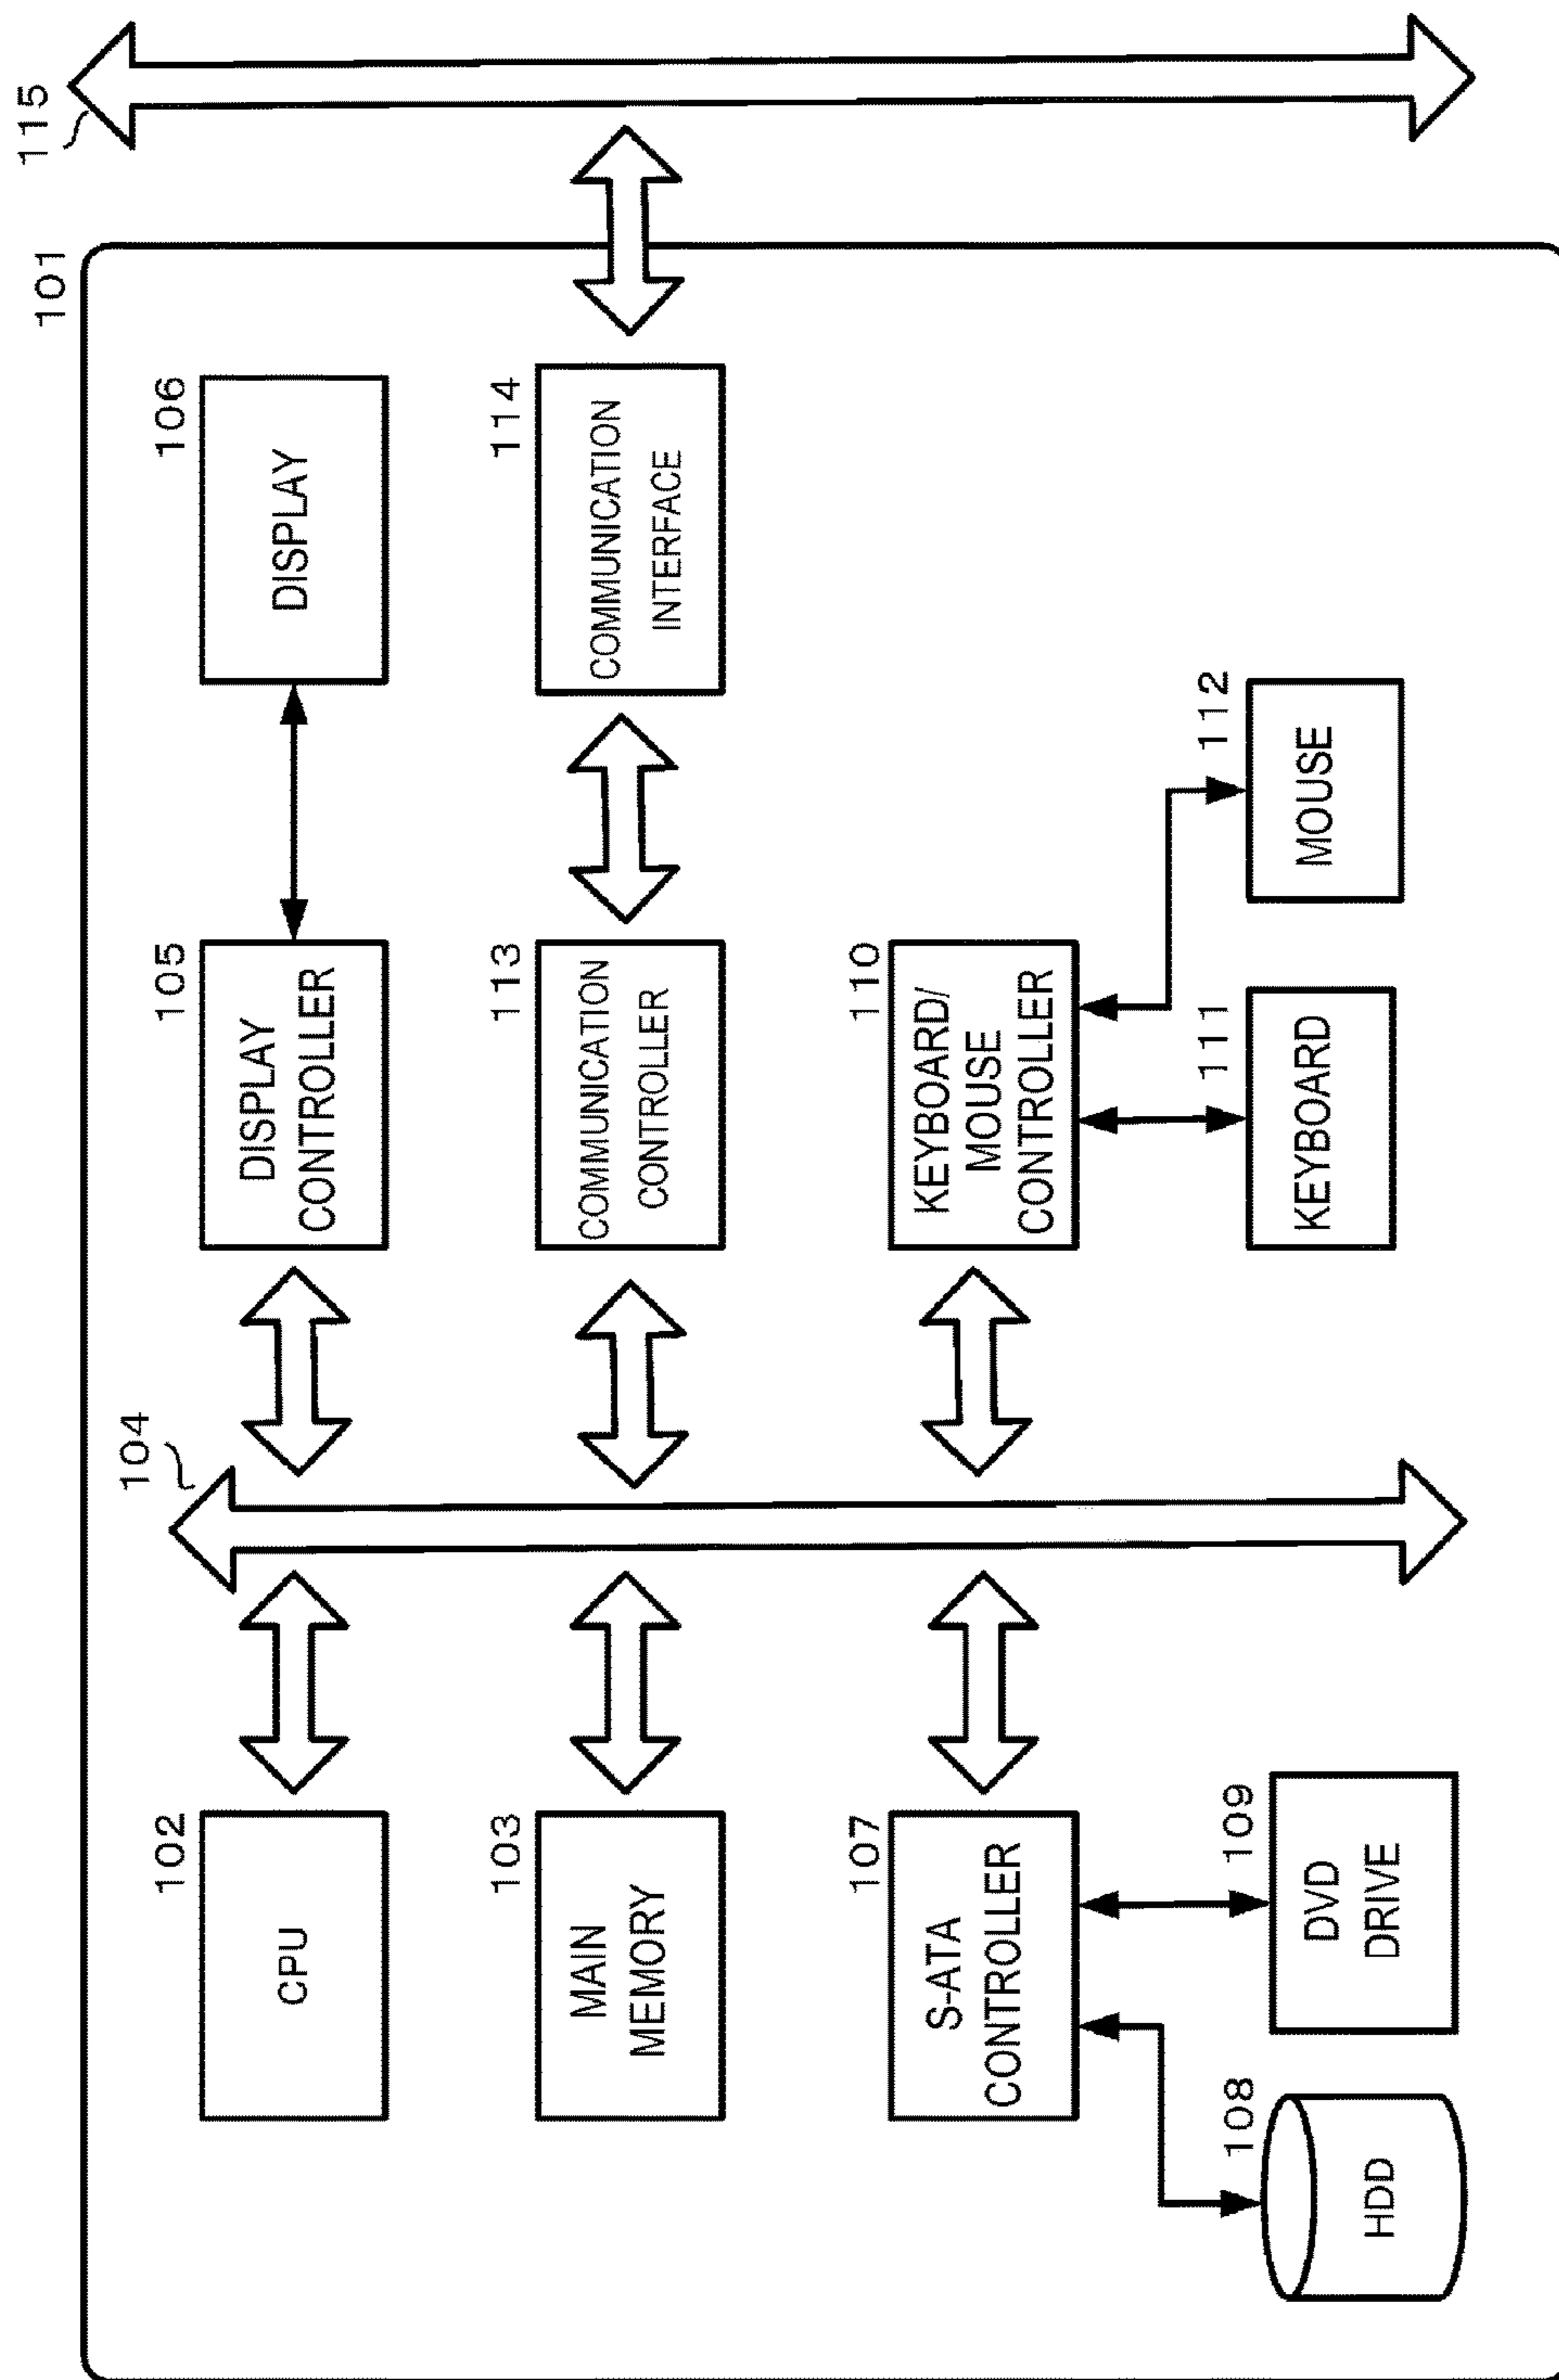 101
115
102
CPU
104
105
DISPLAY
CONTROLLER
106
DISPLAY
103
MAIN
MEMORY
113
COMMUNICATION
CONTROLLER
114
COMMUNICATION
INTERFACE
107
S-ATA
CONTROLLER
110
KEYBOARD/
MOUSE
CONTROLLER
108
HDD
109
DVD
DRIVE
111
KEYBOARD
112
MOUSE